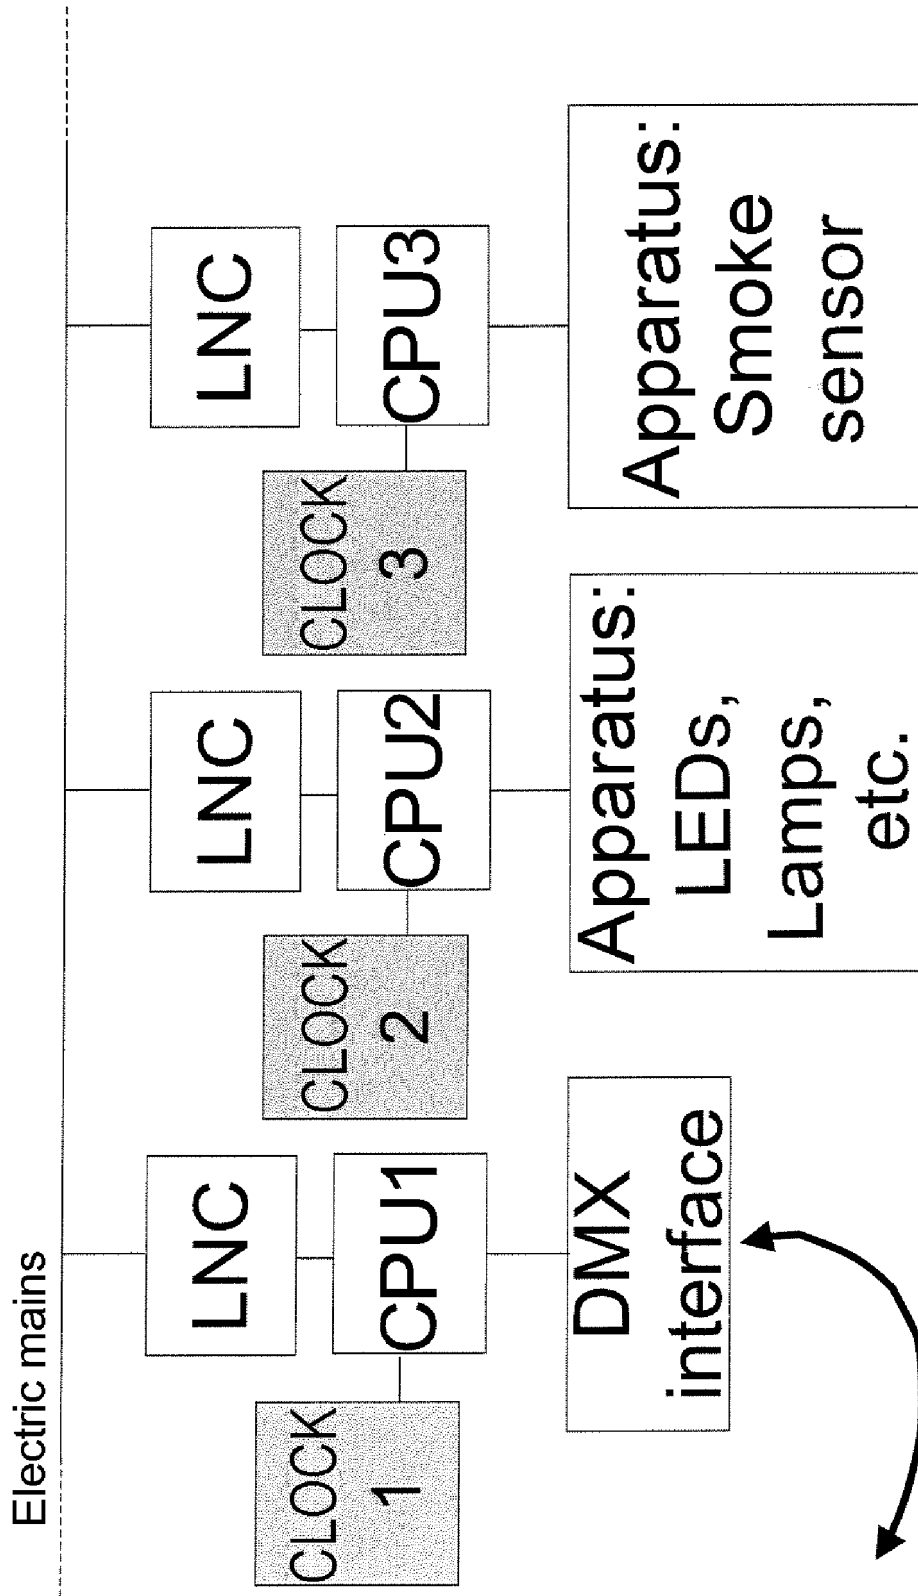 Electric mains
LNC
CLOCK
1
CPU1
DMX
interface
LNC
CLOCK
2
CPU2
Apparatus:
LEDs,
Lamps,
etc.
LNC
CLOCK
3
CPU3
Apparatus:
Smoke
sensor